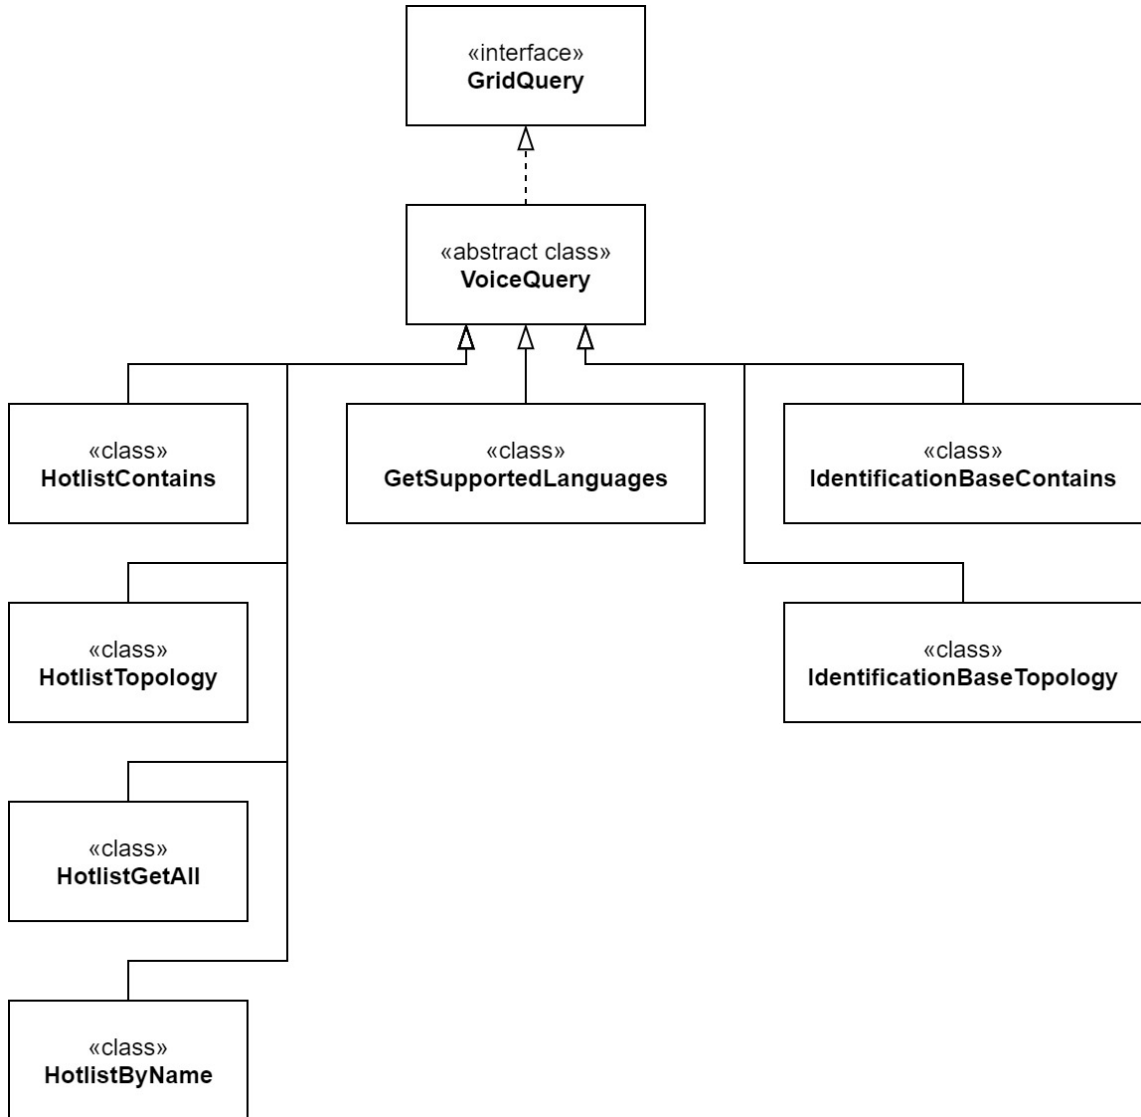 «interface»
GridQuery
«abstract class»
VoiceQuery
«class»
HotlistContains
«class»
GetSupportedLanguages
«class»
IdentificationBaseContains
«class»
HotlistTopology
«class»
IdentificationBaseTopology
«class»
HotlistGetAll
«class»
HotlistByName